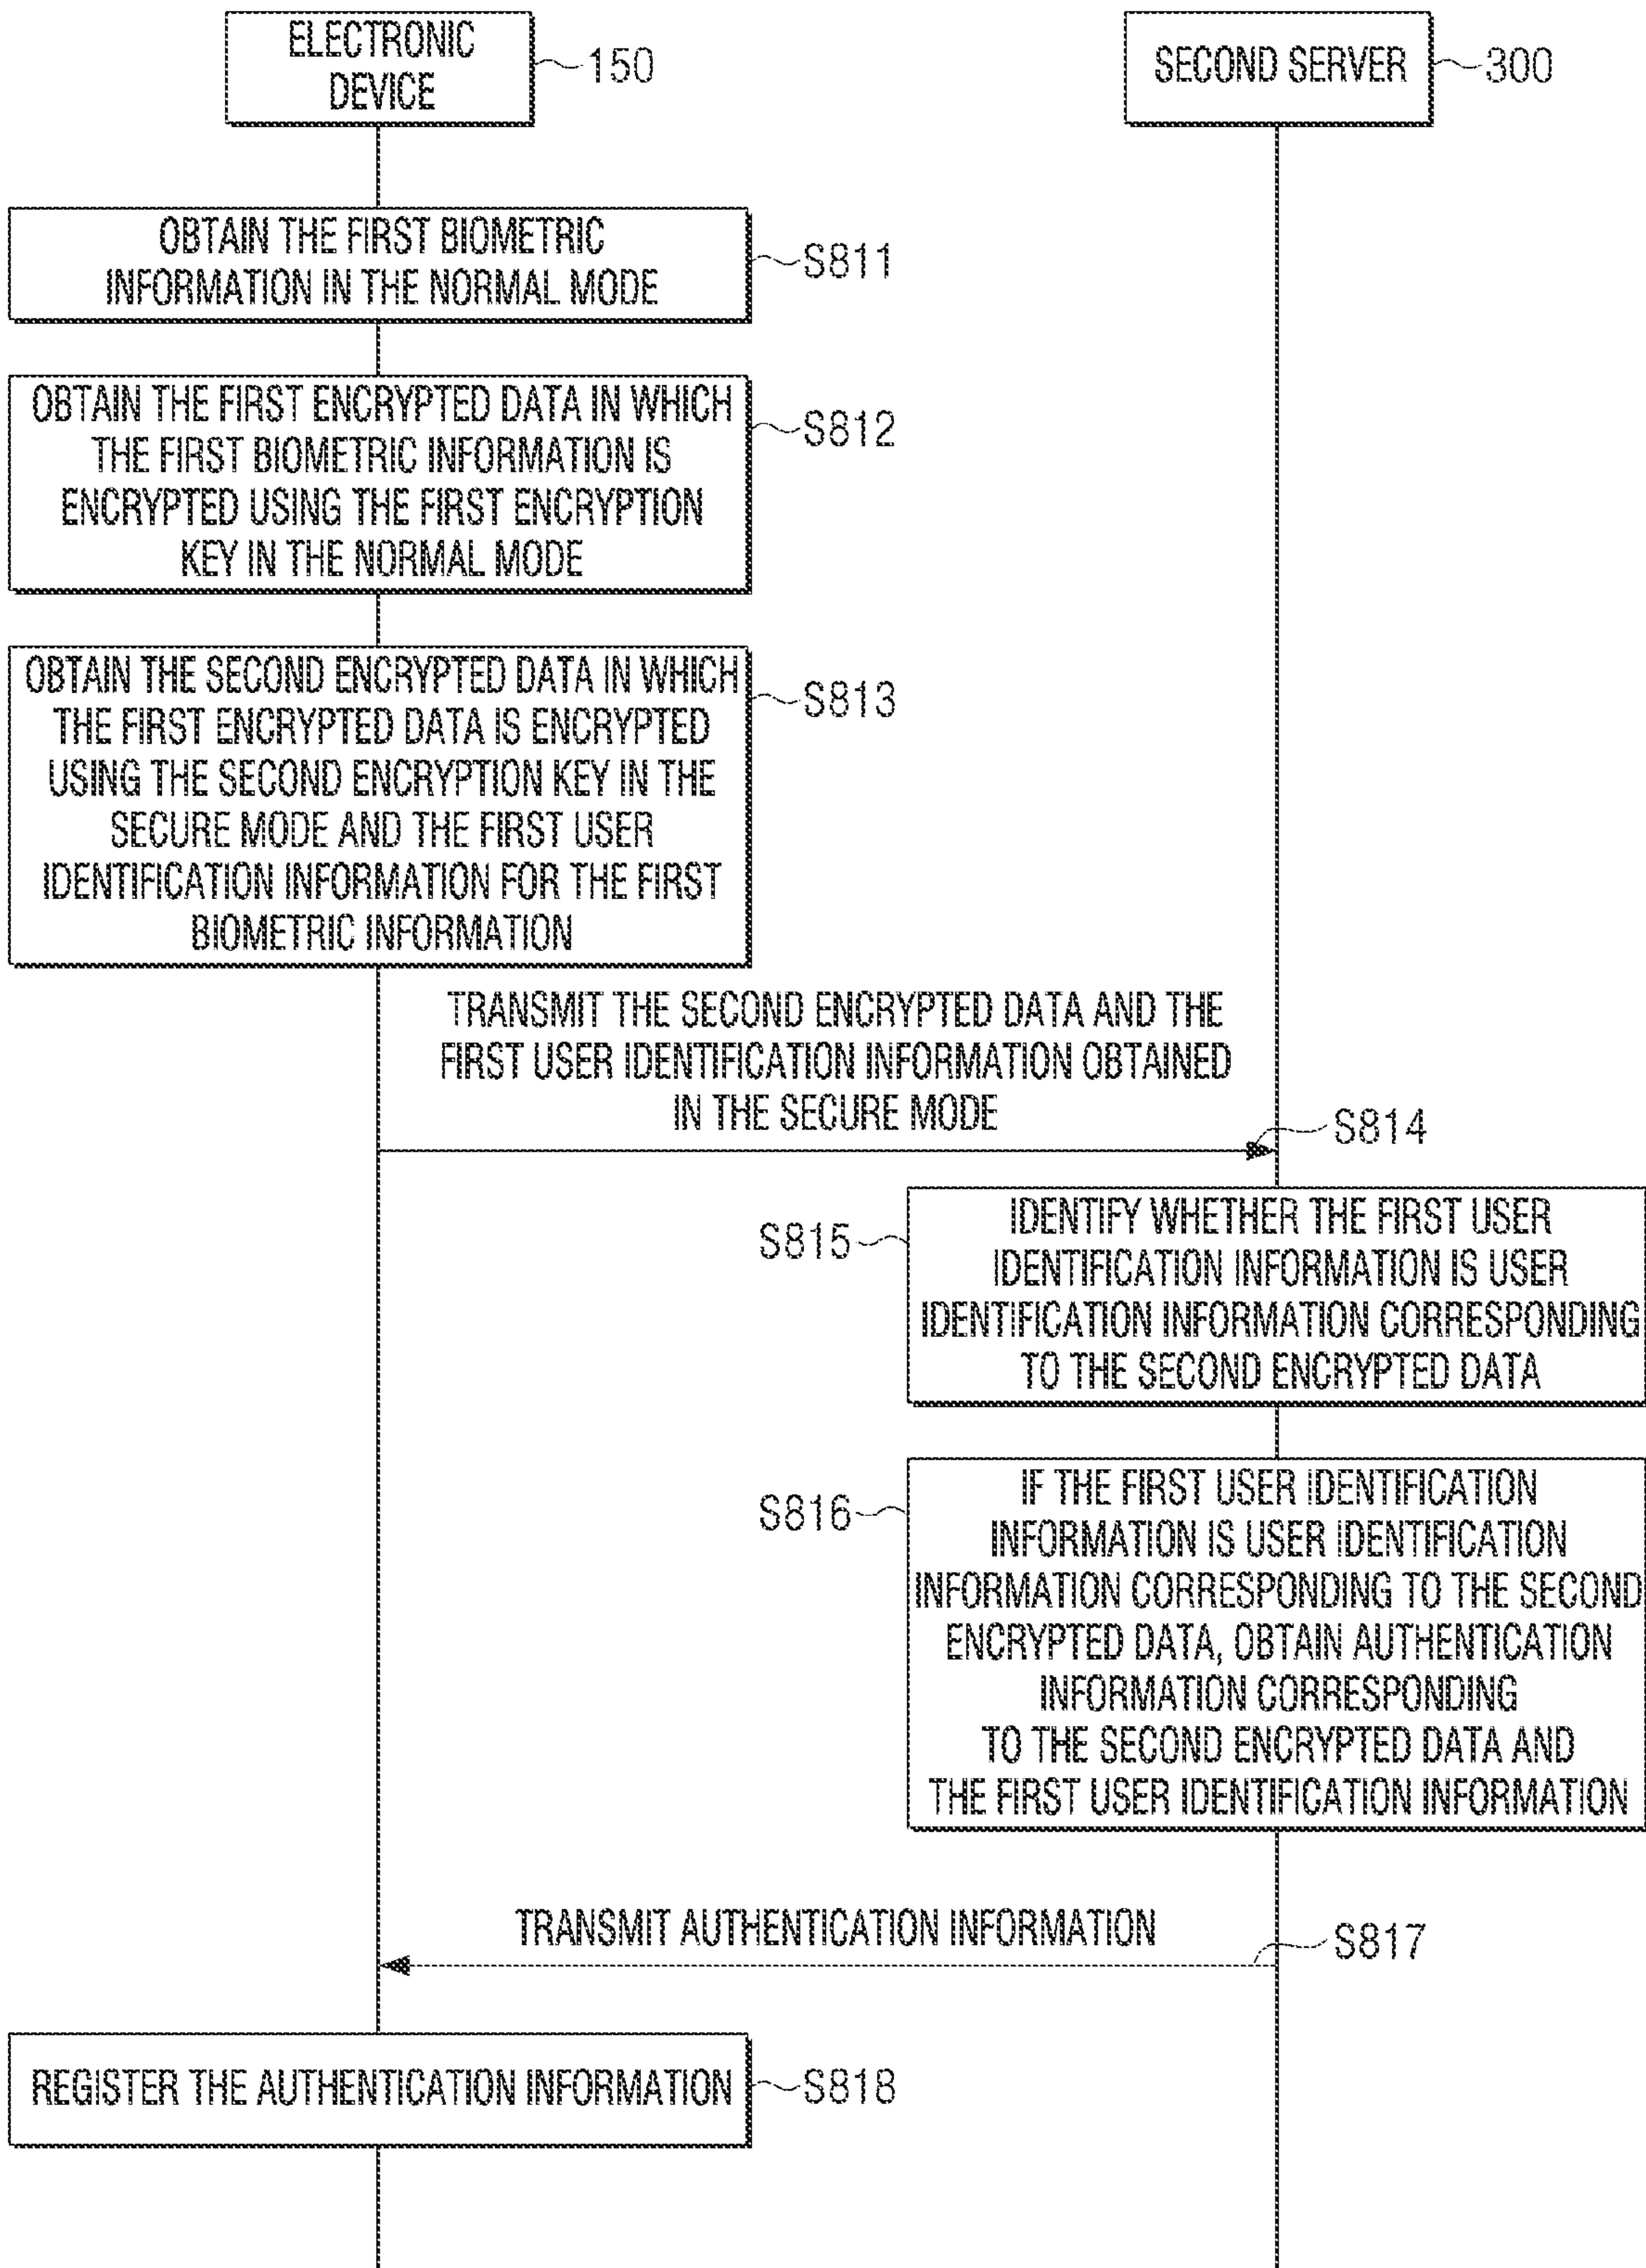 ELECTRONIC
DEVICE
150
SECOND SERVER
300
OBTAIN THE FIRST BIOMETRIC
INFORMATION IN THE NORMAL MODE
S811
OBTAIN THE FIRST ENCRYPTED DATA IN WHICH
THE FIRST BIOMETRIC INFORMATION IS
ENCRYPTED USING THE FIRST ENCRYPTION
KEY IN THE NORMAL MODE
S812
OBTAIN THE SECOND ENCRYPTED DATA IN WHICH
THE FIRST ENCRYPTED DATA IS ENCRYPTED
USING THE SECOND ENCRYPTION KEY IN THE
SECURE MODE AND THE FIRST USER
IDENTIFICATION INFORMATION FOR THE FIRST
BIOMETRIC INFORMATION
S813
TRANSMIT THE SECOND ENCRYPTED DATA AND THE
FIRST USER IDENTIFICATION INFORMATION OBTAINED
IN THE SECURE MODE
S814
S815
IDENTIFY WHETHER THE FIRST USER
IDENTIFICATION INFORMATION IS USER
IDENTIFICATION INFORMATION CORRESPONDING
TO THE SECOND ENCRYPTED DATA
S816
IF THE FIRST USER IDENTIFICATION
INFORMATION IS USER IDENTIFICATION
INFORMATION CORRESPONDING TO THE SECOND
ENCRYPTED DATA, OBTAIN AUTHENTICATION
INFORMATION CORRESPONDING
TO THE SECOND ENCRYPTED DATA AND
THE FIRST USER IDENTIFICATION INFORMATION
TRANSMIT AUTHENTICATION INFORMATION
S817
REGISTER THE AUTHENTICATION INFORMATION
S818